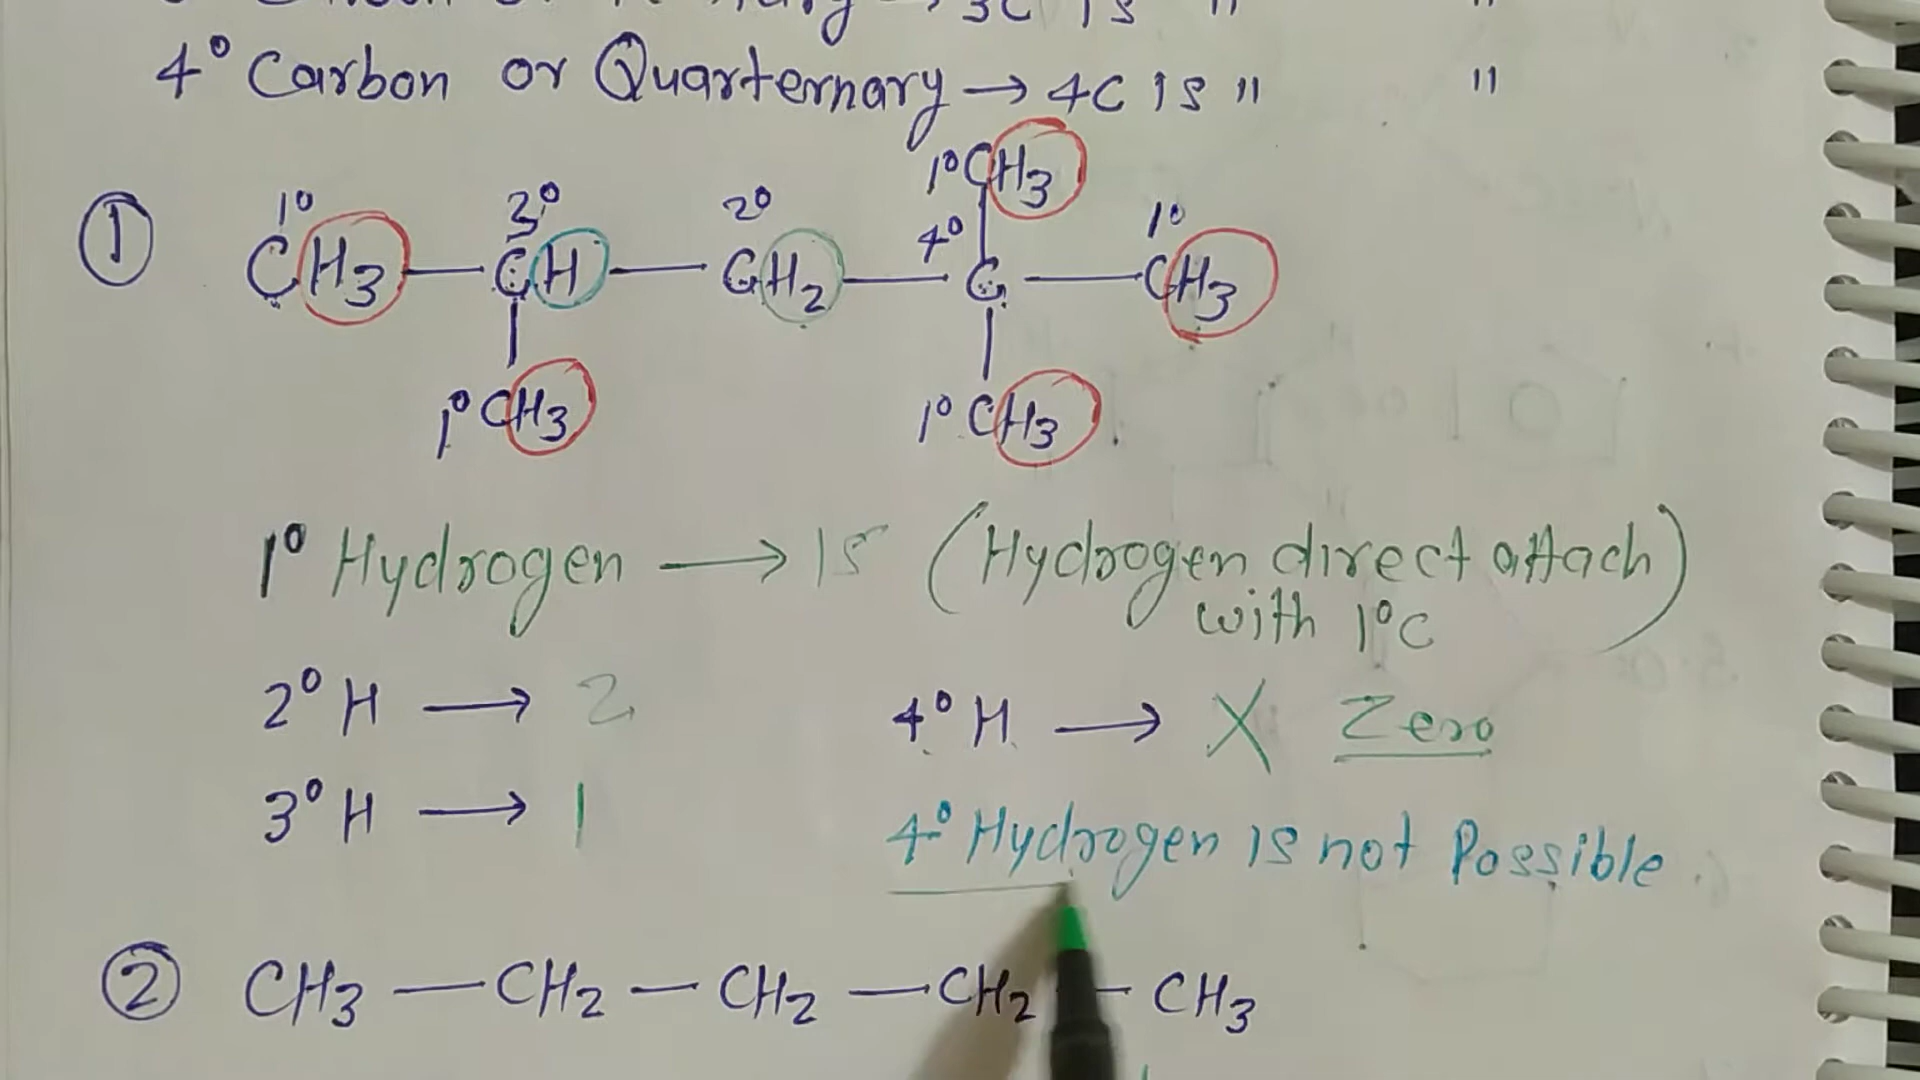 3C is " "
4° Carbon or Quarternary → 4C is " "
1°CH3
1° 3° 2° 4° 1°
① CH3 — CH — CH2 — C — CH3
1° CH3 1° CH3
1° Hydrogen → 15 (Hydrogen direct attach)
with 1°C
2° H → 2 4° H → X Zero
3° H → 1 4° Hydrogen is not Possible
② CH3 — CH2 — CH2 — CH2 — CH3